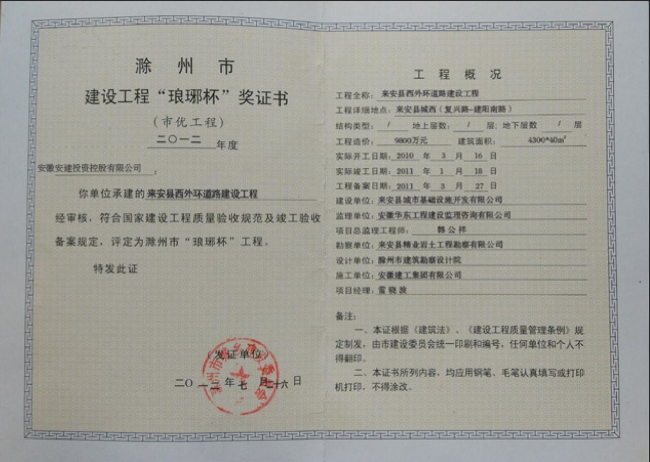 滁州市
建设工程“琅琊杯”奖证书
(市优工程)
二〇一二 年度
安徽安建投资控股有限公司:
你单位承建的来安县西外环道路建设工程
经审核,符合国家建设工程质量验收规范及竣工验收
备案规定,评定为滁州市“琅琊杯”工程。
特发此证
(发证单位)
二〇一二年七月二十六日
工程概况
工程全称: 来安县西外环道路建设工程
工程详细地点: 来安县城西(复兴路-建阳南路)
结构类型: / 地上层数: / 层; 地下层数 / 层
工程造价: 9800万元 建筑面积: 4300*40m²
实际开工日期: 2010 年 3 月 16 日
实际竣工日期: 2011 年 1 月 18 日
工程备案日期: 2011 年 3 月 27 日
建设单位: 来安县城市基础设施开发有限公司
监理单位: 安徽华东工程建设监理咨询有限公司
项目总监理工程师: 韩公祥
勘察单位: 来安县精业岩土工程勘察有限公司
设计单位: 滁州市建筑勘察设计院
施工单位: 安徽建工集团有限公司
项目经理: 雷晓波
备注:
一、本证根据《建筑法》、《建设工程质量管理条例》规
定制发,由市建设委员会统一印刷和编号,任何单位和个人不
得翻印。
二、本证书所列内容,均应用钢笔、毛笔认真填写或打印
机打印、不得涂改。